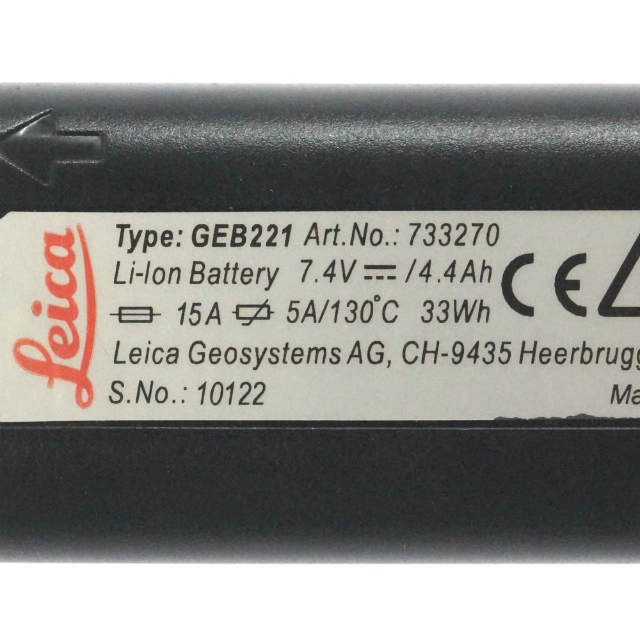 Leica
Type: GEB221 Art.No.: 733270
Li-Ion Battery 7.4V ⎓ /4.4Ah
15A 5A/130°C 33Wh
Leica Geosystems AG, CH-9435 Heerbrugg
S.No.: 10122
CE